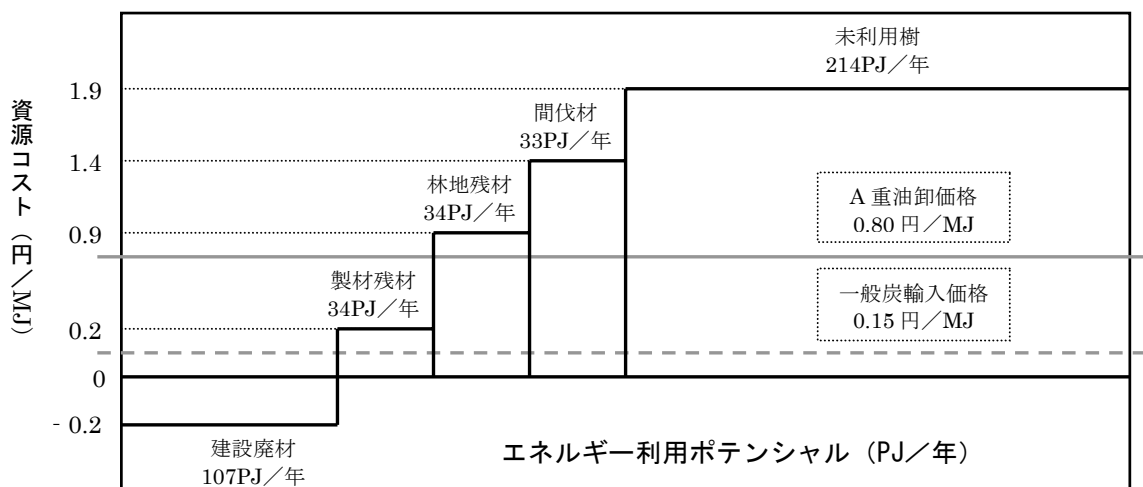 未利用樹
214PJ／年
1.9
間伐材
33PJ／年
1.4
林地残材
34PJ／年
A 重油卸価格
0.80 円／MJ
0.9
製材残材
34PJ／年
一般炭輸入価格
0.15 円／MJ
0.2
0
- 0.2
資源コスト（円／MJ）
建設廃材
107PJ／年
エネルギー利用ポテンシャル（PJ／年）